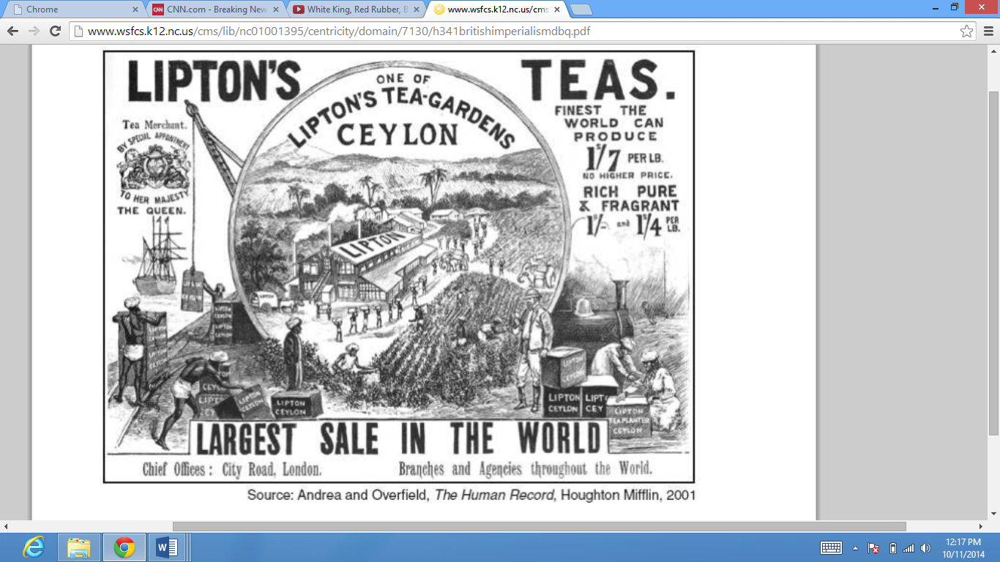 Chrome
CNN.com - Breaking New
White King, Red Rubber, B
www.wsfcs.k12.nc.us/cms
www.wsfcs.k12.nc.us/cms/lib/nc01001395/centricity/domain/7130/h341britishimperialismdbq.pdf
LIPTON'S
TEAS.
ONE OF
LIPTON'S TEA-GARDENS
CEYLON
Tea Merchant.
BY SPECIAL APPOINTMENT
TO HER MAJESTY
THE QUEEN.
FINEST THE
WORLD CAN
PRODUCE
1s/7 PER LB.
NO HIGHER PRICE.
RICH PURE
& FRAGRANT
1s/- and 1s/4 PER LB.
LIPTON
LIPTON
CEYLON
LIPTON
CEYLON
CEYLON
LIPT
CEY
LIPTON
CEYLON
LIPTON
CEYLON
LIPTON
CEYLON
LIPT
CEY
LIPTON
TEA PLANTER
CEYLON
LARGEST SALE IN THE WORLD
Chief Offices: City Road, London.
Branches and Agencies throughout the World.
Source: Andrea and Overfield, The Human Record, Houghton Mifflin, 2001
12:17 PM
10/11/2014